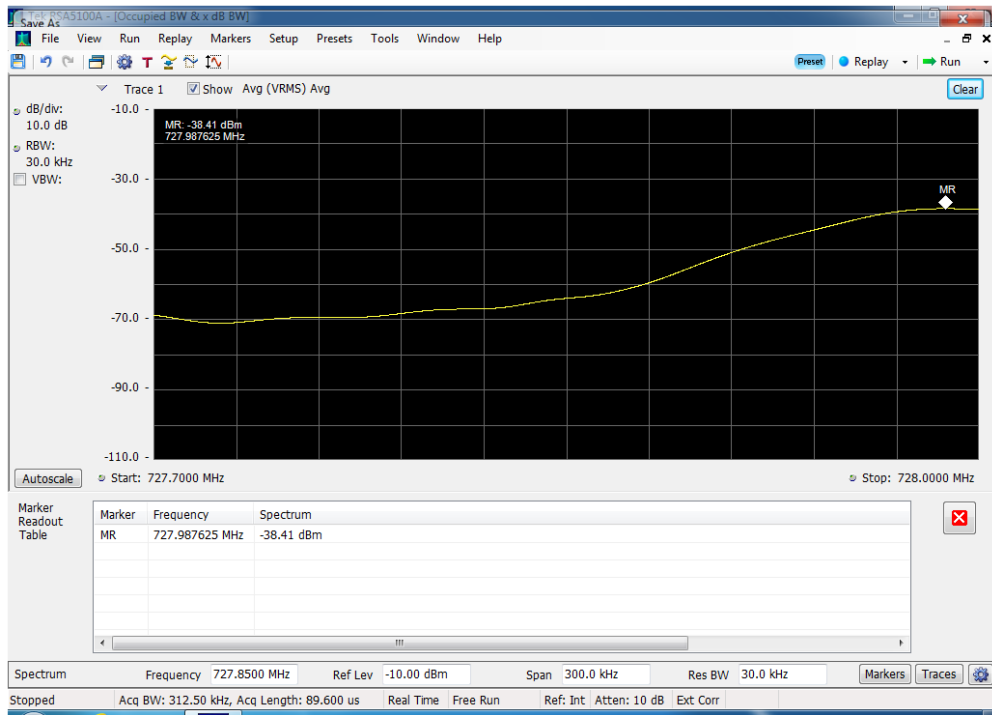 Tek RSA5100A - [Occupied BW & x dB BW]
Save As
File View Run Replay Markers Setup Presets Tools Window Help
T Preset Replay Run
Trace 1 Show Avg (VRMS) Avg Clear
dB/div:
10.0 dB
RBW:
30.0 kHz
VBW:
-10.0
-30.0
-50.0
-70.0
-90.0
-110.0
MR: -38.41 dBm
727.987625 MHz
MR
Autoscale Start: 727.7000 MHz Stop: 728.0000 MHz
Marker
Readout
Table
Marker Frequency Spectrum
MR 727.987625 MHz -38.41 dBm
Spectrum Frequency 727.8500 MHz Ref Lev -10.00 dBm Span 300.0 kHz Res BW 30.0 kHz Markers Traces
Stopped Acq BW: 312.50 kHz, Acq Length: 89.600 us Real Time Free Run Ref: Int Atten: 10 dB Ext Corr